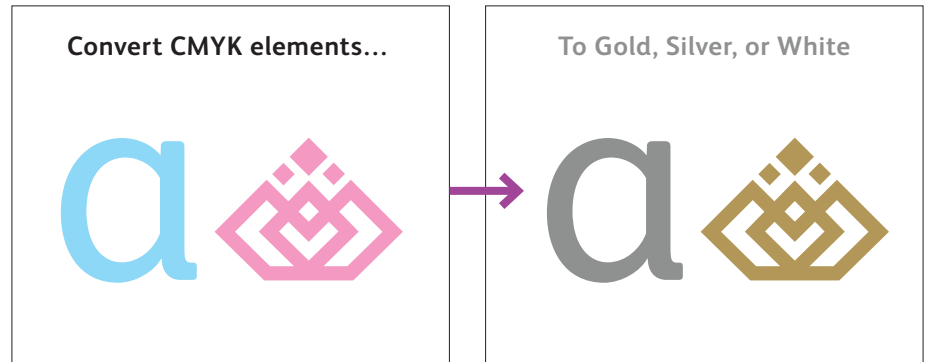 Convert CMYK elements...
To Gold, Silver, or White
a
a